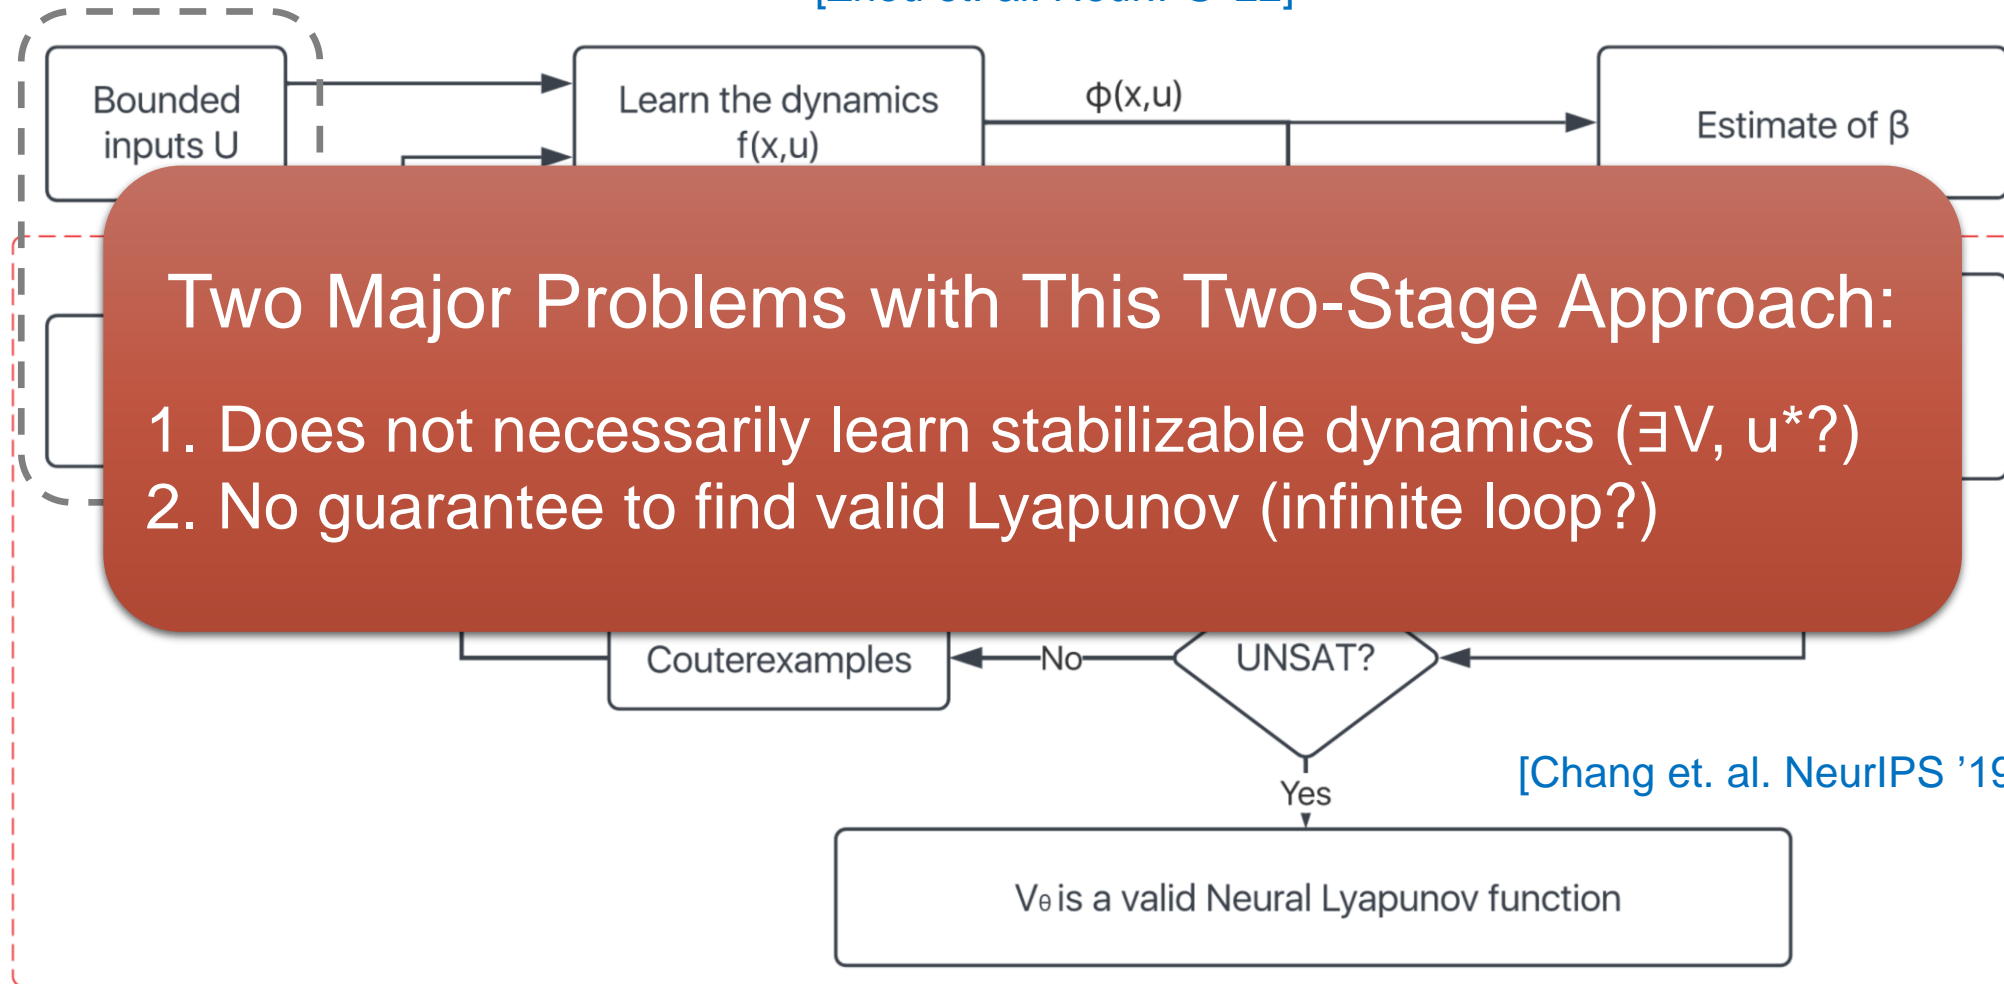 Bounded
inputs U
Learn the dynamics
f(x,u)
ϕ(x,u)
Estimate of β
Two Major Problems with This Two-Stage Approach:
1. Does not necessarily learn stabilizable dynamics (∃V, u*?)
2. No guarantee to find valid Lyapunov (infinite loop?)
Couterexamples
No
UNSAT?
[Chang et. al. NeurIPS ’19
Yes
Vθ is a valid Neural Lyapunov function